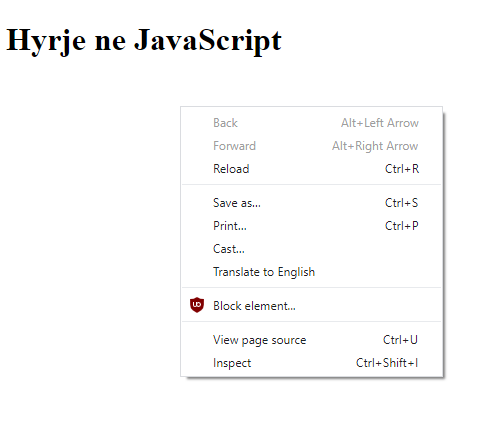 Hyrje ne JavaScript
Back Alt+Left Arrow
Forward Alt+Right Arrow
Reload Ctrl+R
Save as... Ctrl+S
Print... Ctrl+P
Cast...
Translate to English
Block element...
View page source Ctrl+U
Inspect Ctrl+Shift+I